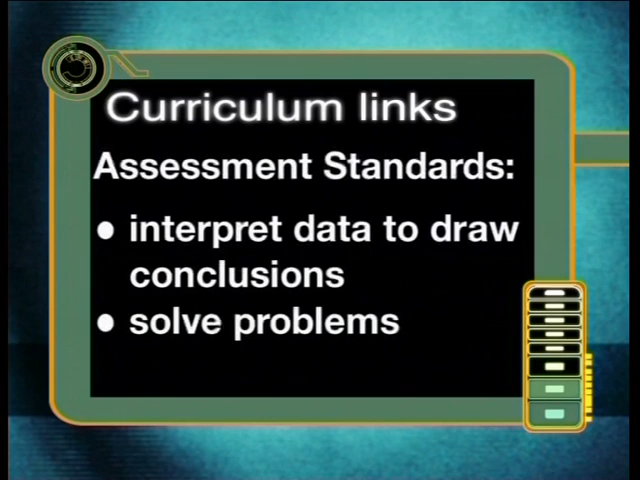 Curriculum links
Assessment Standards:
● interpret data to draw
conclusions
● solve problems